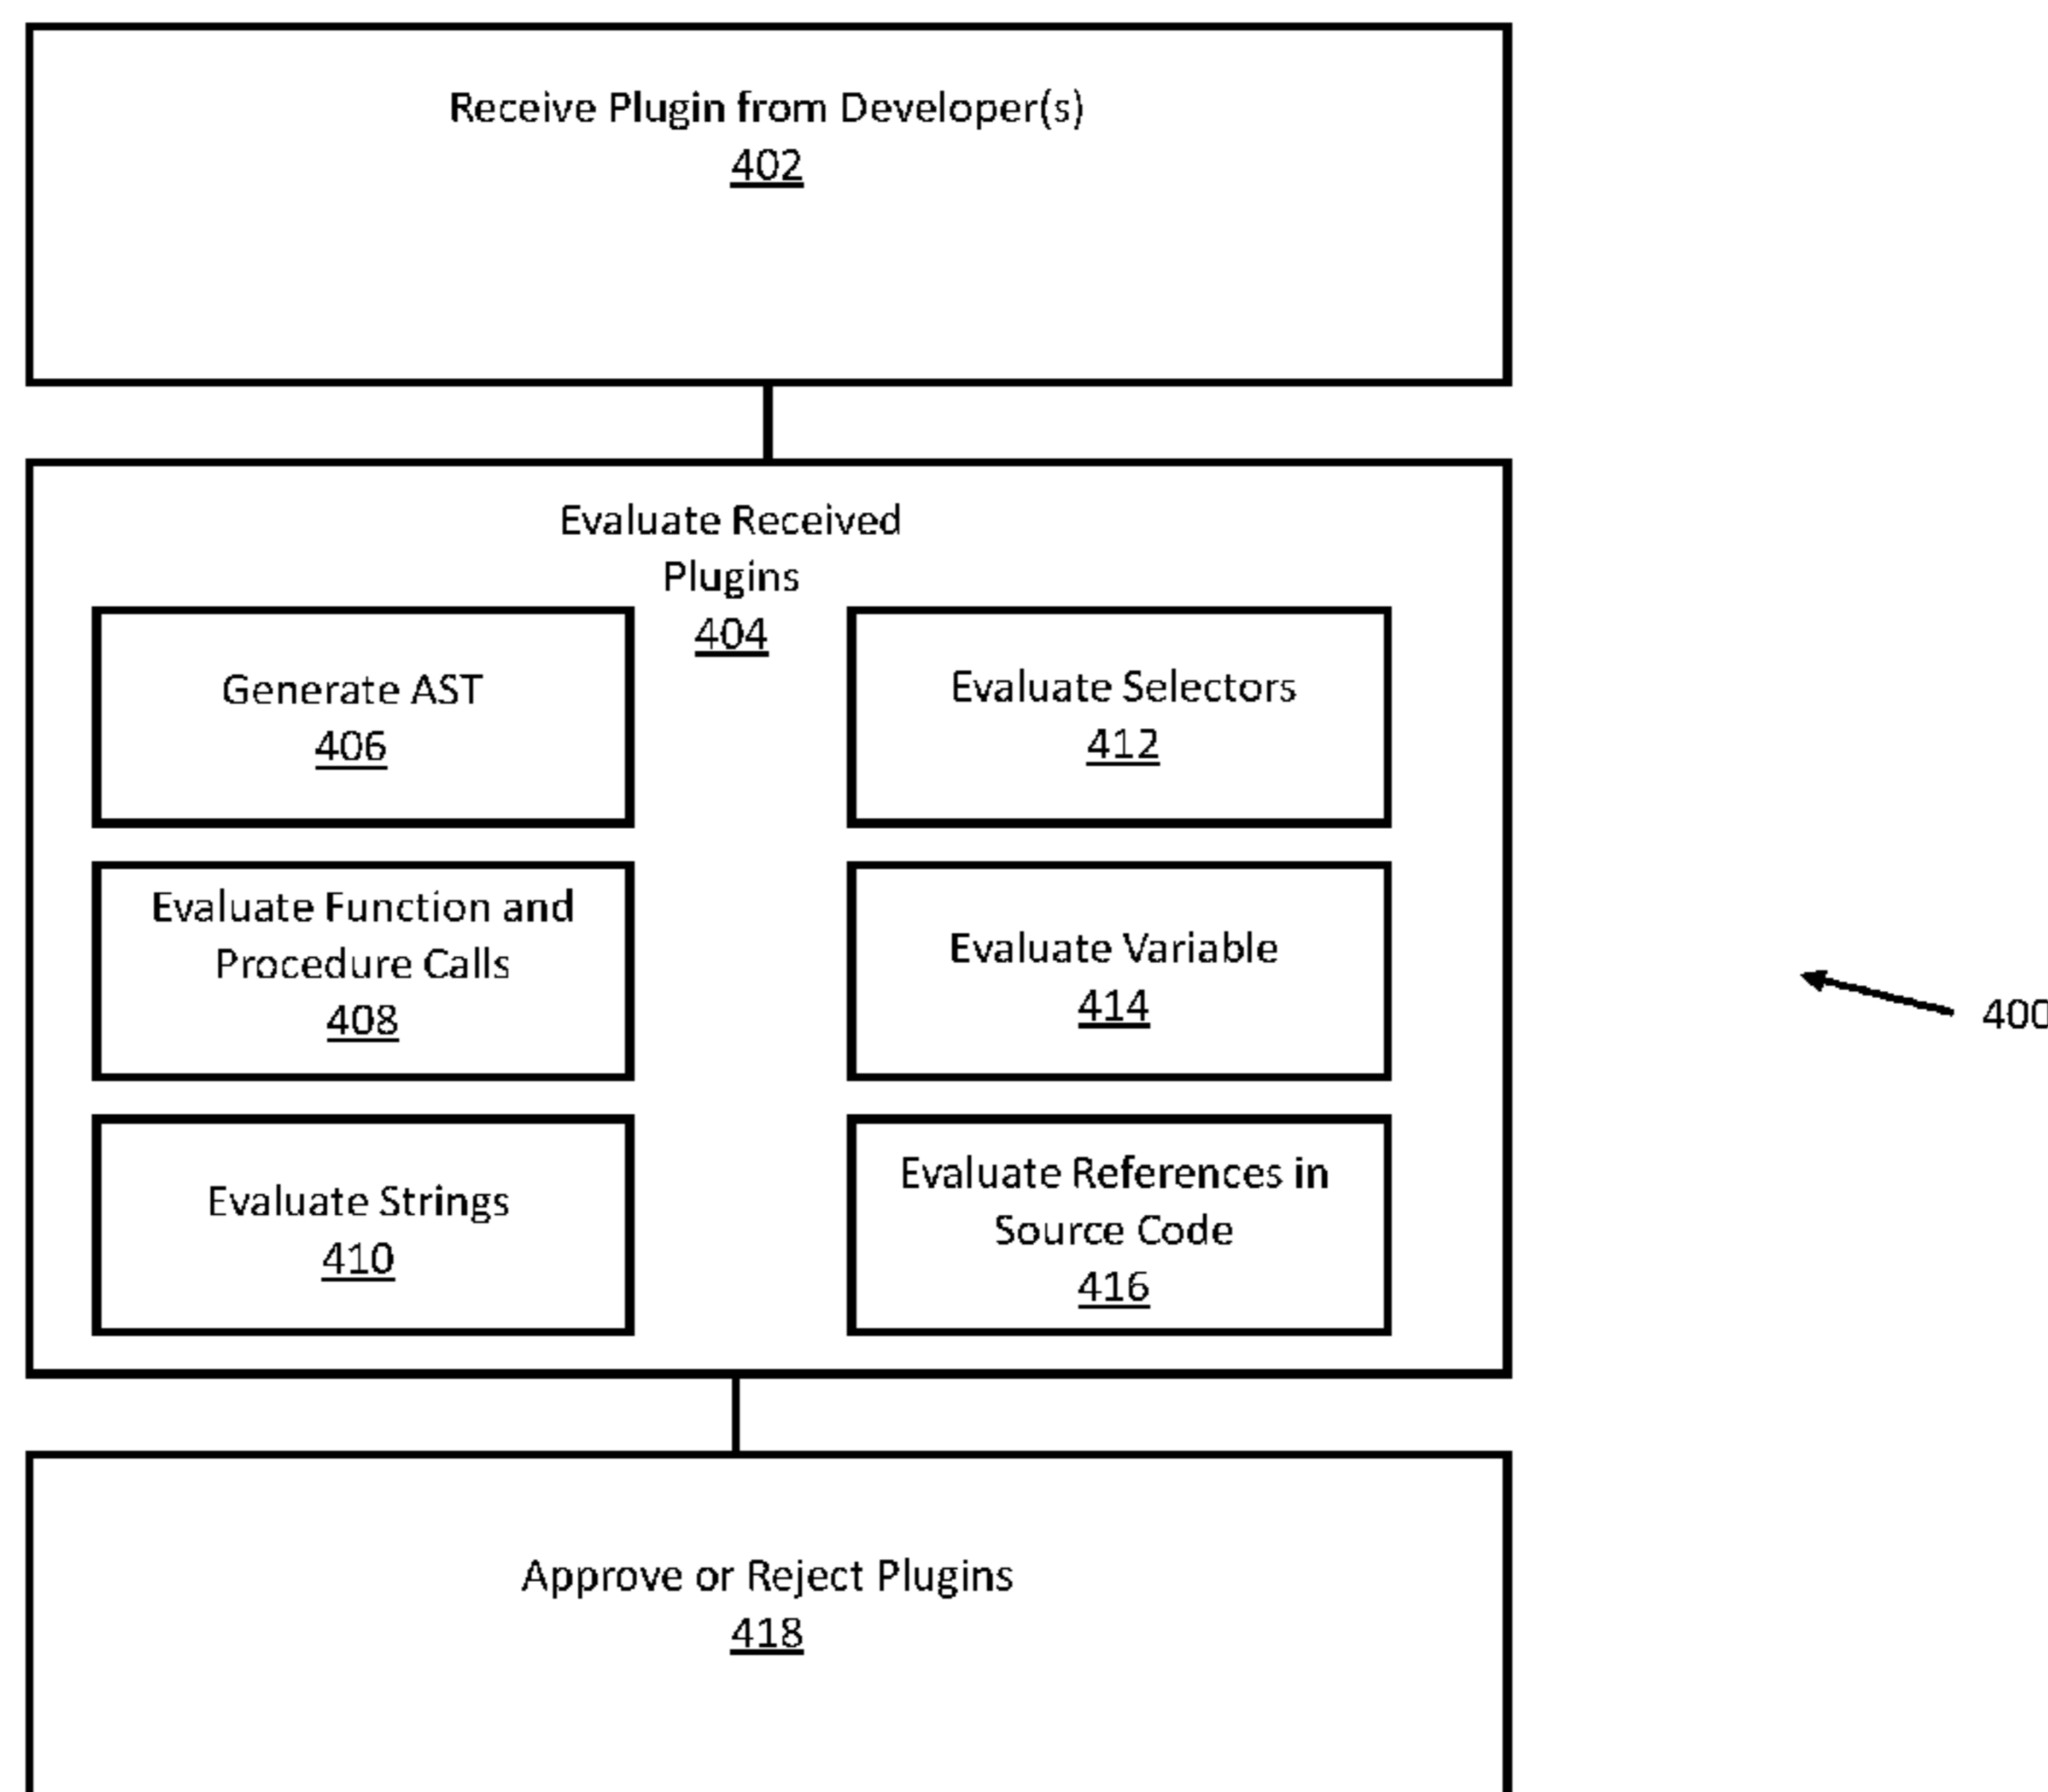 Receive Plugin from Developer(s)
402
Evaluate Received
Plugins
404
Generate AST
406
Evaluate Selectors
412
Evaluate Function and
Procedure Calls
408
Evaluate Variable
414
400
Evaluate Strings
410
Evaluate References in
Source Code
416
Approve or Reject Plugins
418